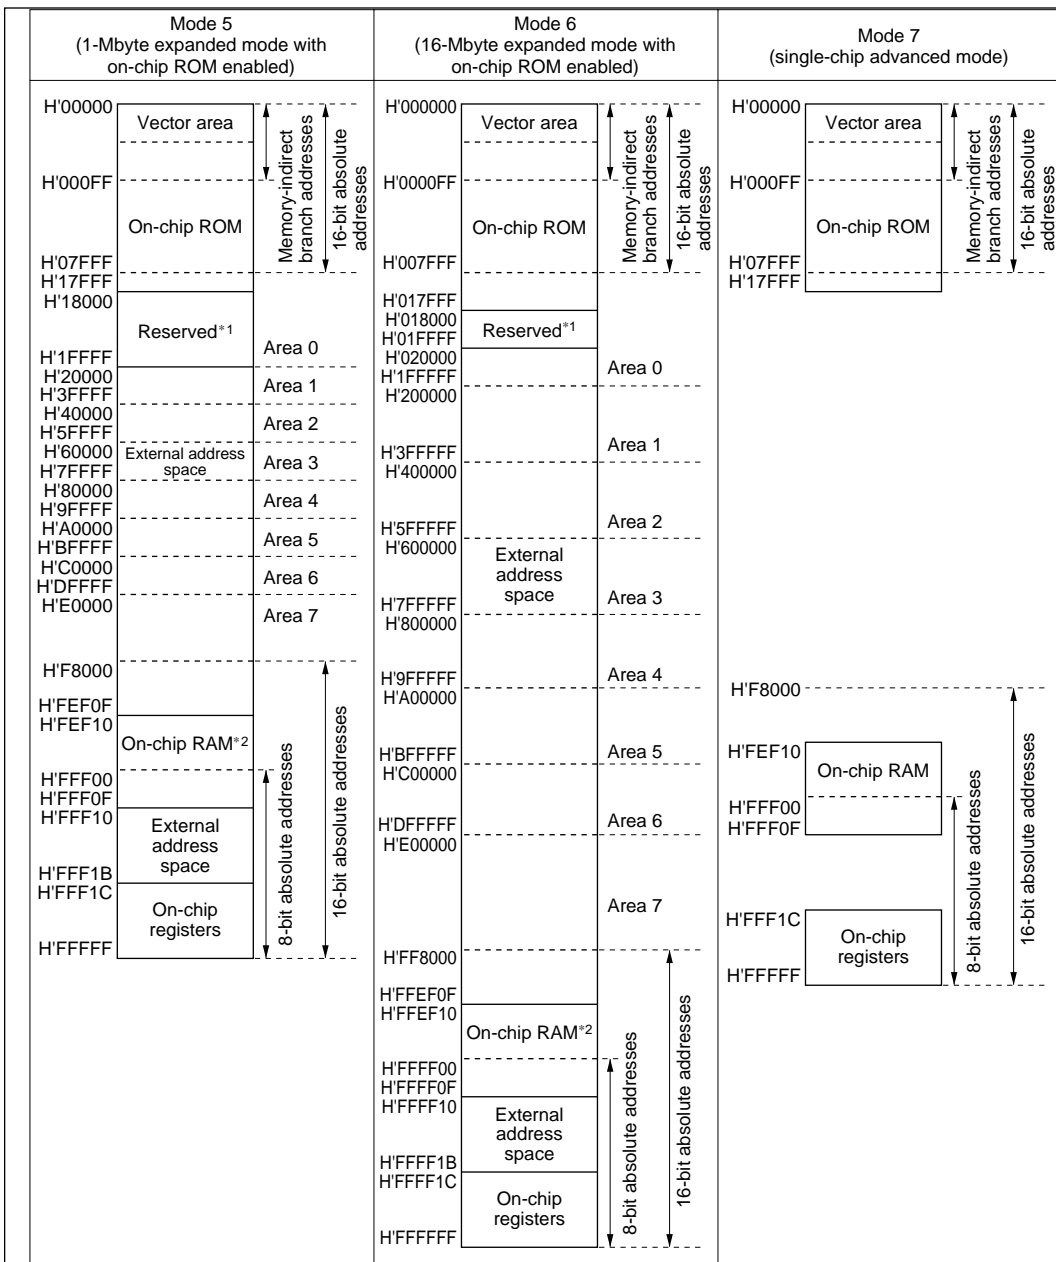 Mode 5
(1-Mbyte expanded mode with
on-chip ROM enabled)
H'00000
Vector area
H'000FF
On-chip ROM
H'07FFF
H'17FFF
H'18000
Reserved*1
H'1FFFF
H'20000
H'3FFFF
H'40000
H'5FFFF
H'60000
H'7FFFF
External address
space
H'80000
H'9FFFF
H'A0000
H'BFFFF
H'C0000
H'DFFFF
H'E0000
H'F8000
H'FEF0F
H'FEF10
On-chip RAM*2
H'FFF00
H'FFF0F
H'FFF10
External
address
space
H'FFF1B
H'FFF1C
On-chip
registers
H'FFFFF
Memory-indirect
branch addresses
16-bit absolute
addresses
Area 0
Area 1
Area 2
Area 3
Area 4
Area 5
Area 6
Area 7
8-bit absolute addresses
16-bit absolute addresses
Mode 6
(16-Mbyte expanded mode with
on-chip ROM enabled)
H'000000
Vector area
H'0000FF
On-chip ROM
H'007FFF
H'017FFF
H'018000
Reserved*1
H'01FFFF
H'020000
H'1FFFFF
H'200000
H'3FFFFF
H'400000
H'5FFFFF
H'600000
External
address
space
H'7FFFFF
H'800000
H'9FFFFF
H'A00000
H'BFFFFF
H'C00000
H'DFFFFF
H'E00000
H'FF8000
H'FFEF0F
H'FFEF10
On-chip RAM*2
H'FFFF00
H'FFFF0F
H'FFFF10
External
address
space
H'FFFF1B
H'FFFF1C
On-chip
registers
H'FFFFFF
Memory-indirect
branch addresses
16-bit absolute
addresses
Area 0
Area 1
Area 2
Area 3
Area 4
Area 5
Area 6
Area 7
8-bit absolute addresses
16-bit absolute addresses
Mode 7
(single-chip advanced mode)
H'00000
Vector area
H'000FF
On-chip ROM
H'07FFF
H'17FFF
Memory-indirect
branch addresses
16-bit absolute
addresses
H'F8000
H'FEF10
On-chip RAM
H'FFF00
H'FFF0F
H'FFF1C
On-chip
registers
H'FFFFF
8-bit absolute addresses
16-bit absolute addresses